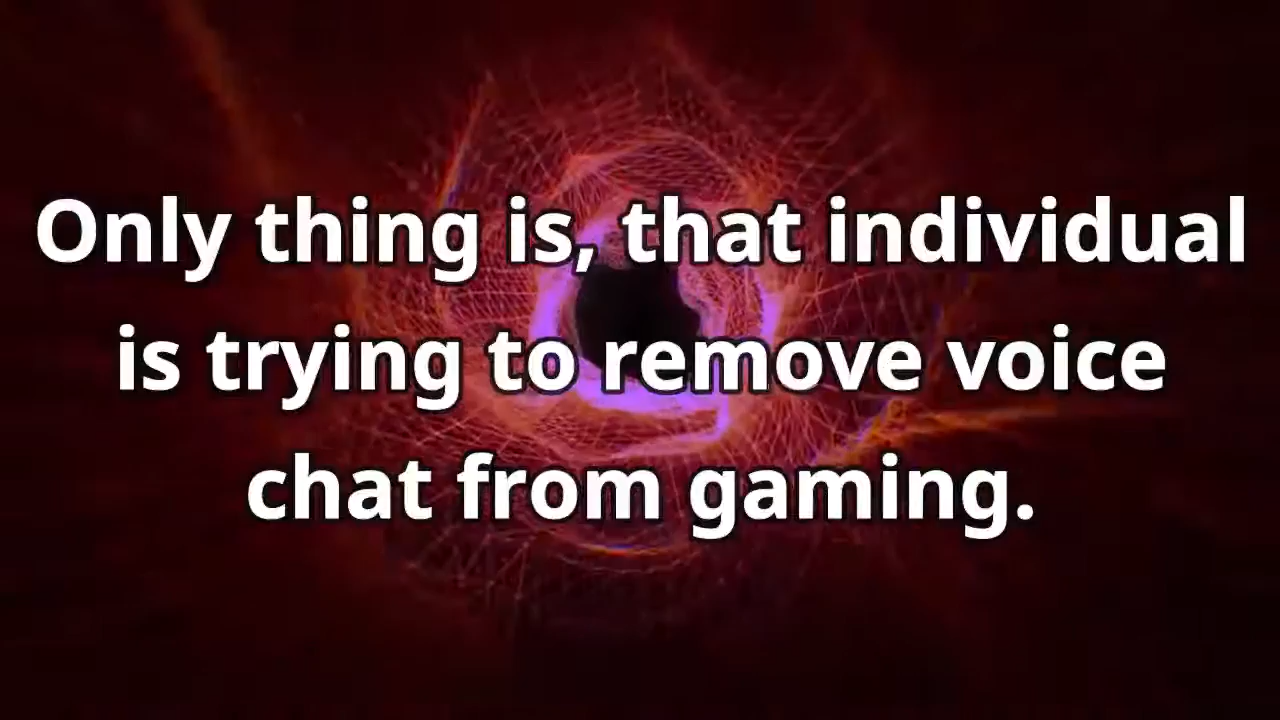 Only thing is, that individual
is trying to remove voice
chat from gaming.